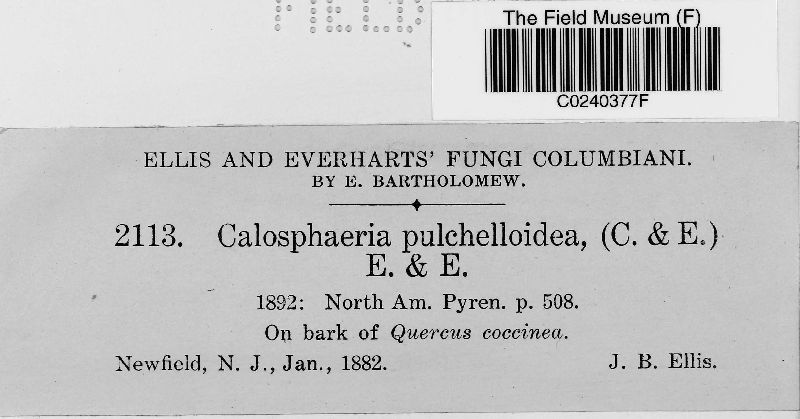 FIELD
The Field Museum (F)
C0240377F
ELLIS AND EVERHARTS' FUNGI COLUMBIANI.
BY E. BARTHOLOMEW.
2113. Calosphaeria pulchelloidea, (C. & E.)
E. & E.
1892: North Am. Pyren. p. 508.
On bark of Quercus coccinea.
Newfield, N. J., Jan., 1882. J. B. Ellis.